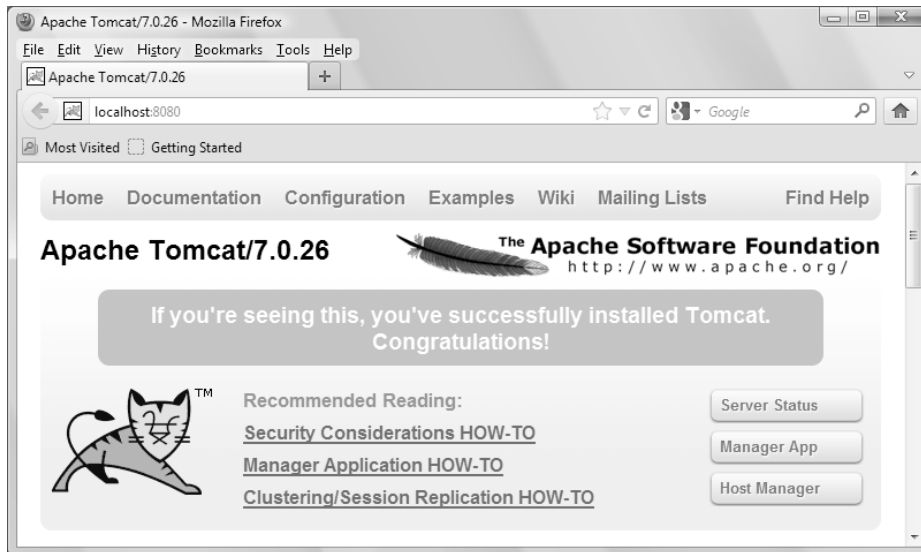 Apache Tomcat/7.0.26 - Mozilla Firefox
File Edit View History Bookmarks Tools Help
Apache Tomcat/7.0.26
localhost:8080
Google
Most Visited Getting Started
Home Documentation Configuration Examples Wiki Mailing Lists Find Help
Apache Tomcat/7.0.26
The Apache Software Foundation
http://www.apache.org/
If you're seeing this, you've successfully installed Tomcat.
Congratulations!
TM
Recommended Reading:
Security Considerations HOW-TO
Manager Application HOW-TO
Clustering/Session Replication HOW-TO
Server Status
Manager App
Host Manager